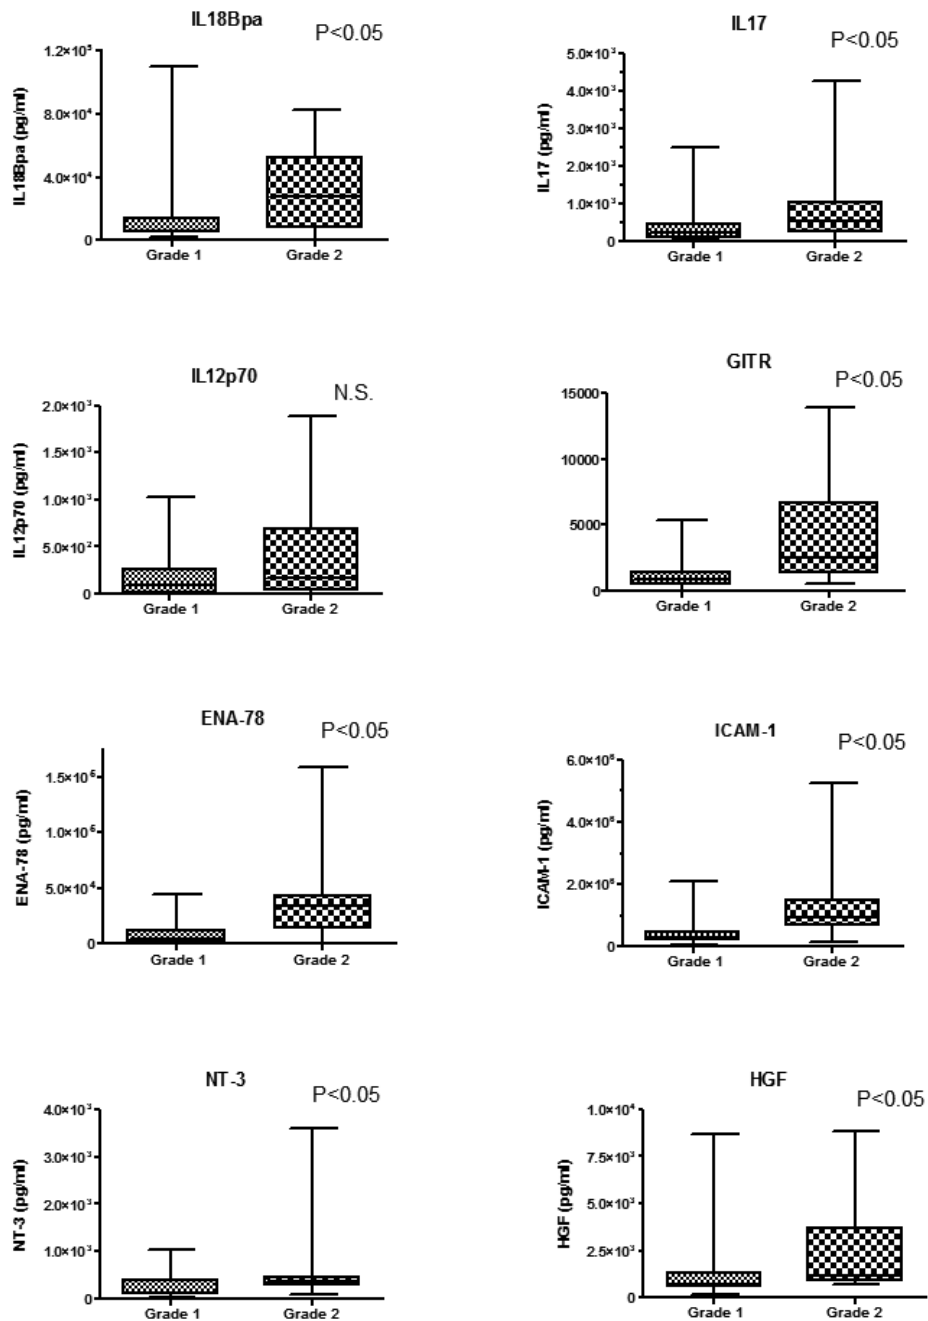 IL18Bpa
P<0.05
1.2×10⁵
8.0×10⁴
4.0×10⁴
0
IL18Bpa (pg/ml)
Grade 1
Grade 2
IL17
P<0.05
5.0×10³
4.0×10³
3.0×10³
2.0×10³
1.0×10³
0
IL17 (pg/ml)
Grade 1
Grade 2
IL12p70
N.S.
2.0×10³
1.5×10³
1.0×10³
5.0×10²
0
IL12p70 (pg/ml)
Grade 1
Grade 2
GITR
P<0.05
15000
10000
5000
0
Grade 1
Grade 2
ENA-78
P<0.05
1.5×10⁵
1.0×10⁵
5.0×10⁴
0
ENA-78 (pg/ml)
Grade 1
Grade 2
ICAM-1
P<0.05
6.0×10⁶
4.0×10⁶
2.0×10⁶
0
ICAM-1 (pg/ml)
Grade 1
Grade 2
NT-3
P<0.05
4.0×10³
3.0×10³
2.0×10³
1.0×10³
0
NT-3 (pg/ml)
Grade 1
Grade 2
HGF
P<0.05
1.0×10⁴
7.5×10³
5.0×10³
2.5×10³
0
HGF (pg/ml)
Grade 1
Grade 2